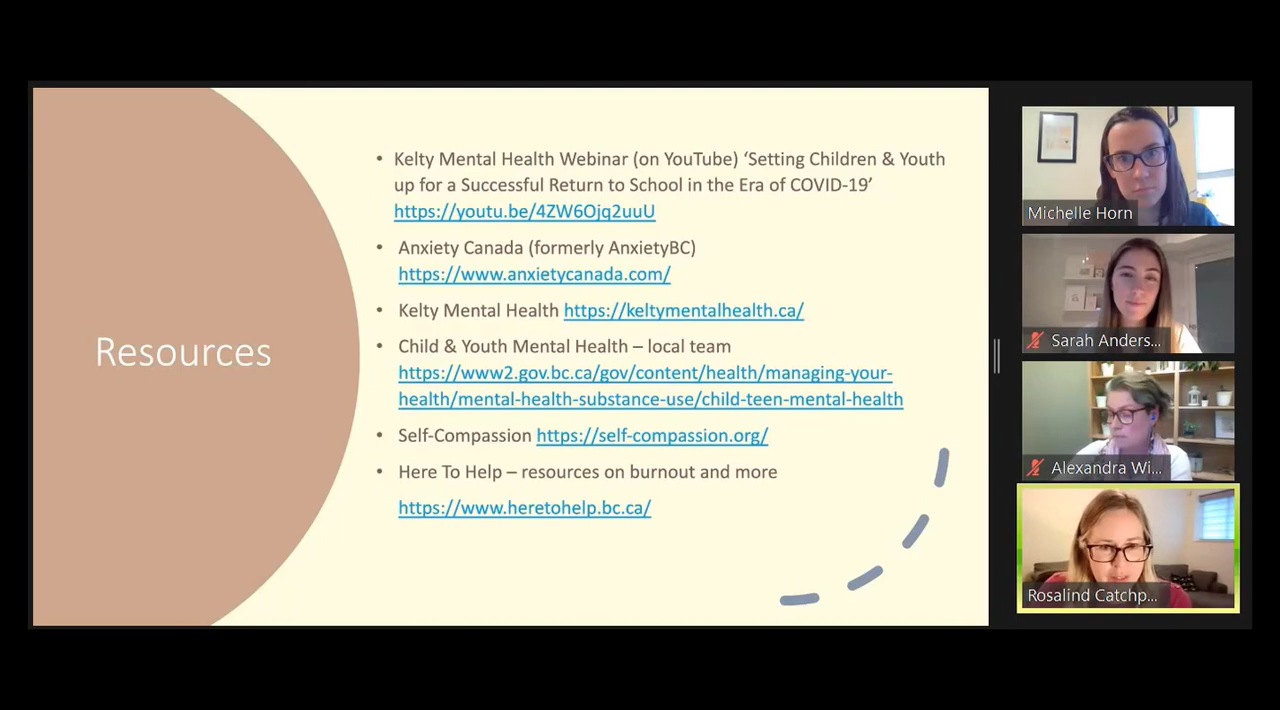 Resources
• Kelty Mental Health Webinar (on YouTube) ‘Setting Children & Youth
up for a Successful Return to School in the Era of COVID-19’
https://youtu.be/4ZW6Ojq2uuU
• Anxiety Canada (formerly AnxietyBC)
https://www.anxietycanada.com/
• Kelty Mental Health https://keltymentalhealth.ca/
• Child & Youth Mental Health – local team
https://www2.gov.bc.ca/gov/content/health/managing-your-
health/mental-health-substance-use/child-teen-mental-health
• Self-Compassion https://self-compassion.org/
• Here To Help – resources on burnout and more
https://www.heretohelp.bc.ca/
Michelle Horn
Sarah Anders...
Alexandra Wi...
Rosalind Catchp...